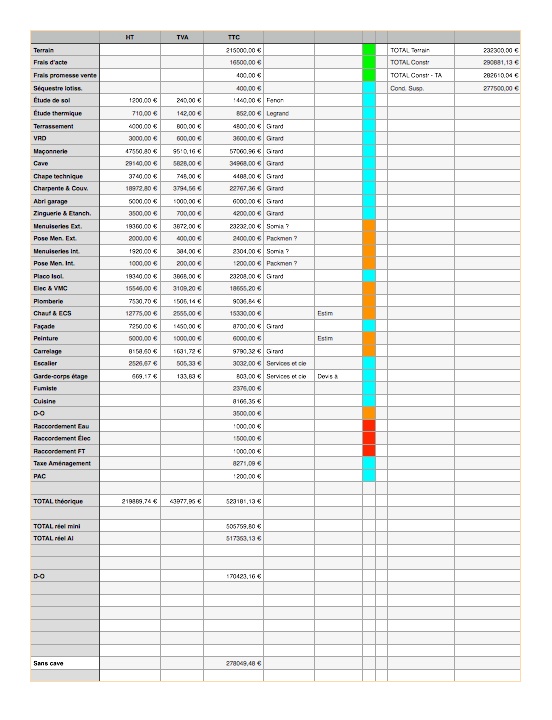 HT TVA TTC
Terrain 215000,00 € TOTAL Terrain 232300,00 €
Frais d'acte 16500,00 € TOTAL Constr 290881,13 €
Frais promesse vente 400,00 € TOTAL Constr - TA 282610,04 €
Séquestre lotiss. 400,00 € Cond. Susp. 277500,00 €
Étude de sol 1200,00 € 240,00 € 1440,00 € Fenon
Étude thermique 710,00 € 142,00 € 852,00 € Legrand
Terrassement 4000,00 € 800,00 € 4800,00 € Girard
VRD 3000,00 € 600,00 € 3600,00 € Girard
Maçonnerie 47550,80 € 9510,16 € 57060,96 € Girard
Cave 29140,00 € 5828,00 € 34968,00 € Girard
Chape technique 3740,00 € 748,00 € 4488,00 € Girard
Charpente & Couv. 18972,80 € 3794,56 € 22767,36 € Girard
Abri garage 5000,00 € 1000,00 € 6000,00 € Girard
Zinguerie & Etanch. 3500,00 € 700,00 € 4200,00 € Girard
Menuiseries Ext. 19360,00 € 3872,00 € 23232,00 € Somia ?
Pose Men. Ext. 2000,00 € 400,00 € 2400,00 € Packmen ?
Menuiseries Int. 1920,00 € 384,00 € 2304,00 € Somia ?
Pose Men. Int. 1000,00 € 200,00 € 1200,00 € Packmen ?
Placo Isol. 19340,00 € 3868,00 € 23208,00 € Girard
Elec & VMC 15546,00 € 3109,20 € 18655,20 €
Plomberie 7530,70 € 1506,14 € 9036,84 €
Chauf & ECS 12775,00 € 2555,00 € 15330,00 € Estim
Façade 7250,00 € 1450,00 € 8700,00 € Girard
Peinture 5000,00 € 1000,00 € 6000,00 € Estim
Carrelage 8158,60 € 1631,72 € 9790,32 € Girard
Escalier 2526,67 € 505,33 € 3032,00 € Services et cie
Garde-corps étage 669,17 € 133,83 € 803,00 € Services et cie Devis à
Fumiste 2376,00 €
Cuisine 8166,35 €
D-O 3500,00 €
Raccordement Eau 1000,00 €
Raccordement Élec 1500,00 €
Raccordement FT 1000,00 €
Taxe Aménagement 8271,09 €
PAC 1200,00 €
TOTAL théorique 219889,74 € 43977,95 € 523181,13 €
TOTAL réel mini 505759,80 €
TOTAL réel Al 517353,13 €
D-O 170423,16 €
Sans cave 278049,48 €